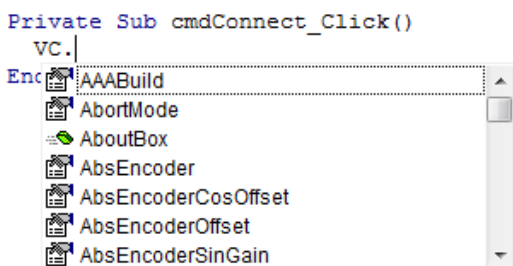 Private Sub cmdConnect_Click()
VC.
End
AAABuild
AbortMode
AboutBox
AbsEncoder
AbsEncoderCosOffset
AbsEncoderOffset
AbsEncoderSinGain